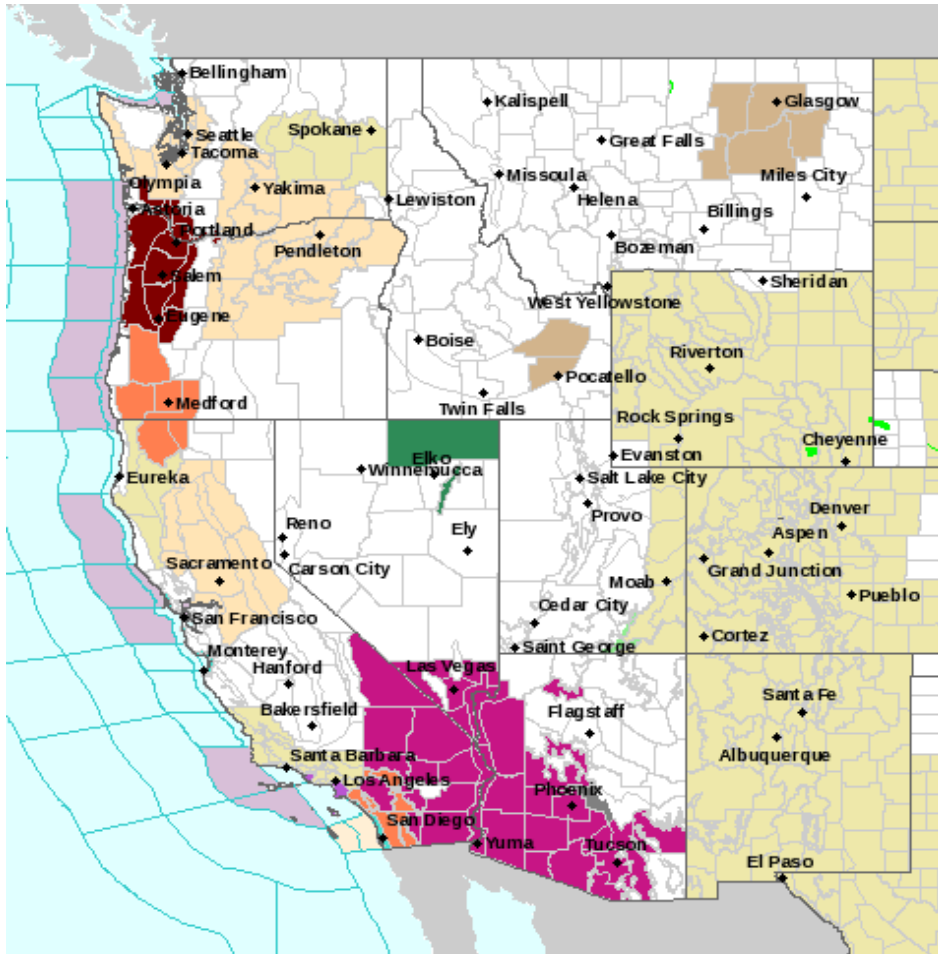 Bellingham
Kalispell
Glasgow
Seattle
Spokane
Great Falls
Tacoma
Olympia
Yakima
Missoula
Miles City
Astoria
Lewiston
Helena
Billings
Portland
Pendleton
Bozeman
Salem
Sheridan
West Yellowstone
Eugene
Boise
Riverton
Medford
Pocatello
Twin Falls
Rock Springs
Cheyenne
Elko
Evanston
Eureka
Winnemucca
Salt Lake City
Provo
Reno
Ely
Denver
Aspen
Sacramento
Carson City
Grand Junction
Moab
Pueblo
San Francisco
Cedar City
Cortez
Monterey
Saint George
Hanford
Las Vegas
Santa Fe
Bakersfield
Flagstaff
Albuquerque
Santa Barbara
Los Angeles
Phoenix
San Diego
Yuma
Tucson
El Paso